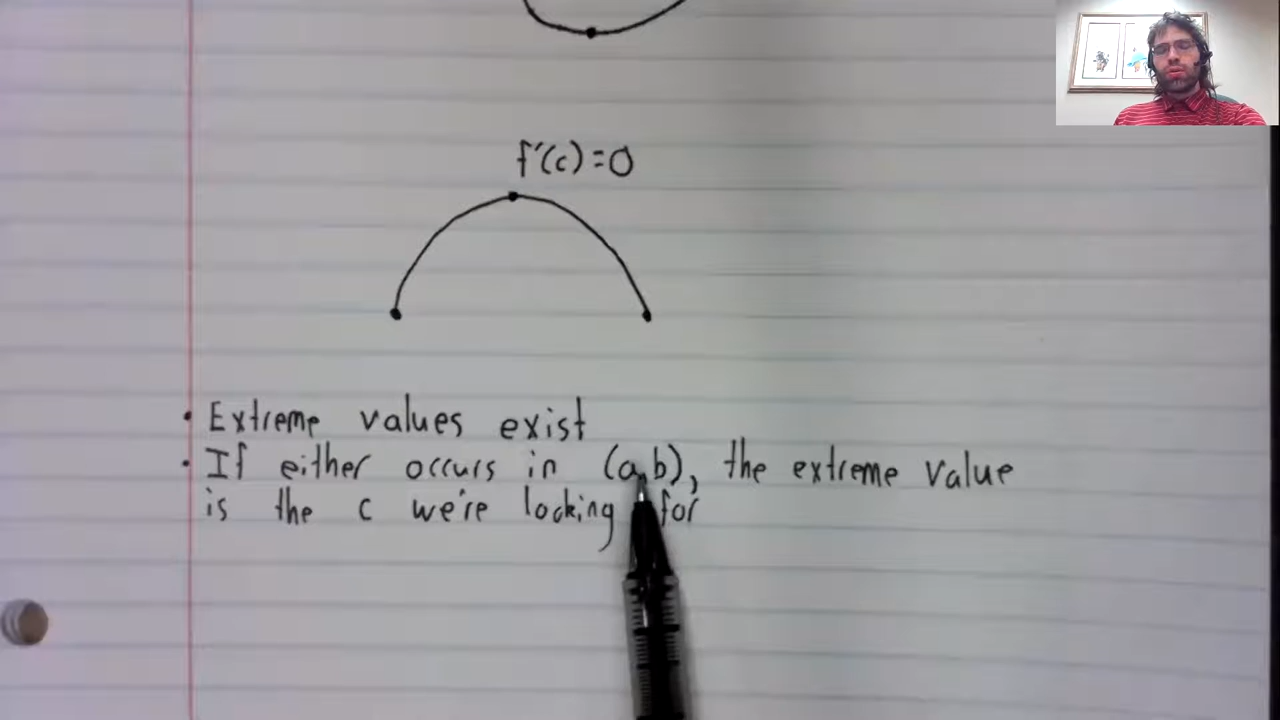 f'(c)=0
• Extreme values exist
• If either occurs in (a,b), the extreme value
is the c we're looking for